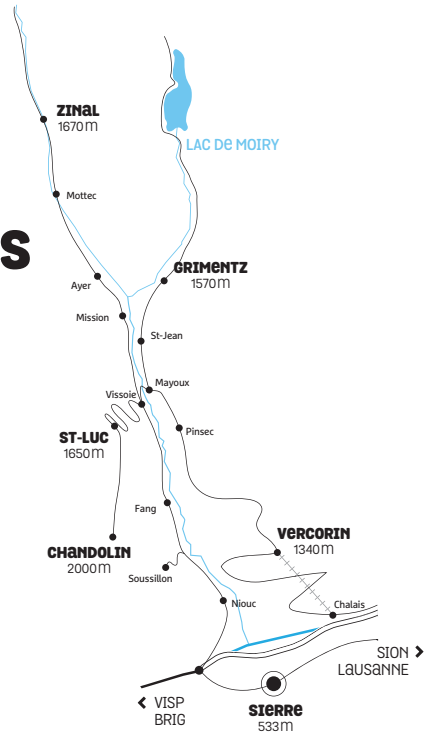 ZINAL
1670m
LAC De MOIRY
Mottec
S
GRIMeNTZ
1570m
Ayer
Mission
St-Jean
Mayoux
Vissoie
Pinsec
ST-LUC
1650m
Fang
VeRCORIN
1340m
CHANDOLIN
2000m
Soussillon
Niouc
Chalais
SION
LaUSANNE
VISP
BRIG
SIeRRe
533m